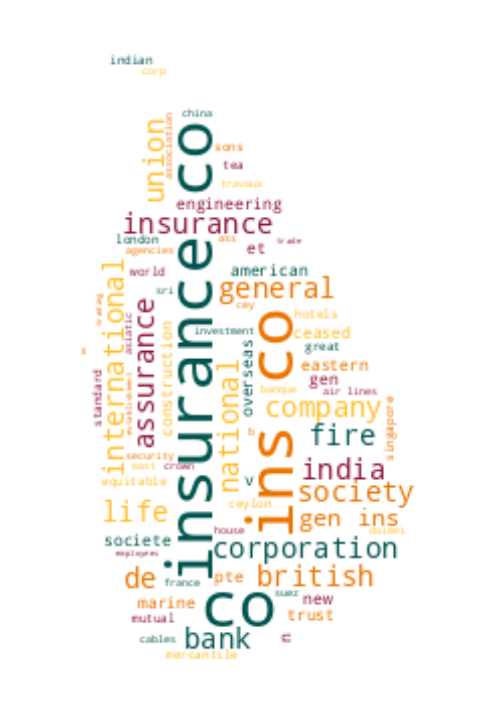 indian
corp
china
union
association
sons
tea
travaux
engineering
insurance
london
ass
trade
agencies
et
world
american
international
sri
general
insurance co
cey
trading
assurance
hotels
asiatic
construction
investment
ins co
ceased
overseas
great
national
eastern
gen
standard
establishment
banque
air lines
company
singapore
b
fire
security
east
crown
india
equitable
v
society
life
ceylon
gen ins
house
daimei
societe
corporation
employees
de
france
pte
british
suez
marine
co
new
mutual
trust
cables
bank
mercantile